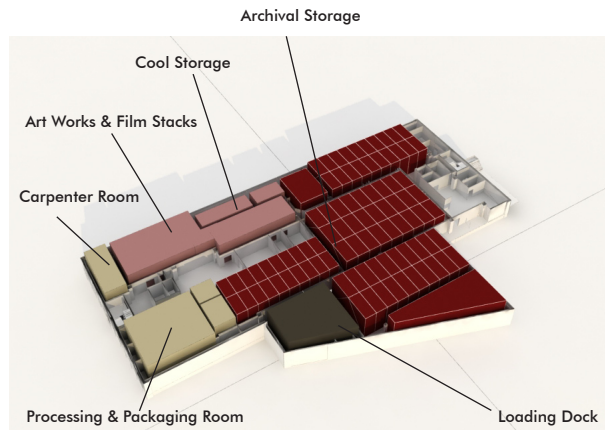 Archival Storage
Cool Storage
Art Works & Film Stacks
Carpenter Room
Processing & Packaging Room
Loading Dock